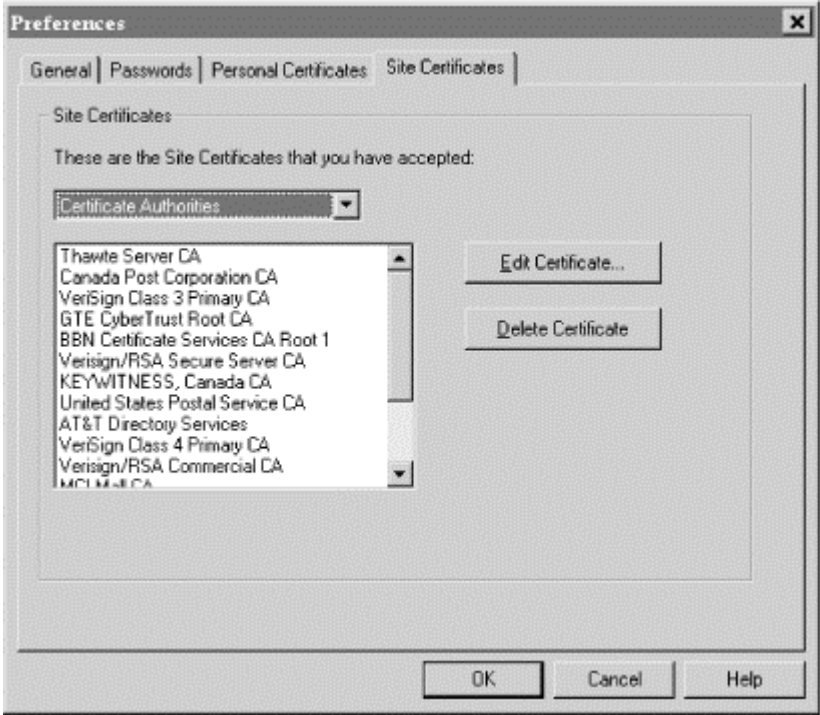 Preferences
General
Passwords
Personal Certificates
Site Certificates
Site Certificates
These are the Site Certificates that you have accepted:
Certificate Authorities
Thawte Server CA
Canada Post Corporation CA
VeriSign Class 3 Primary CA
GTE CyberTrust Root CA
BBN Certificate Services CA Root 1
Verisign/RSA Secure Server CA
KEYWITNESS, Canada CA
United States Postal Service CA
AT&T Directory Services
VeriSign Class 4 Primary CA
Verisign/RSA Commercial CA
MCI Mall CA
Edit Certificate...
Delete Certificate
OK
Cancel
Help